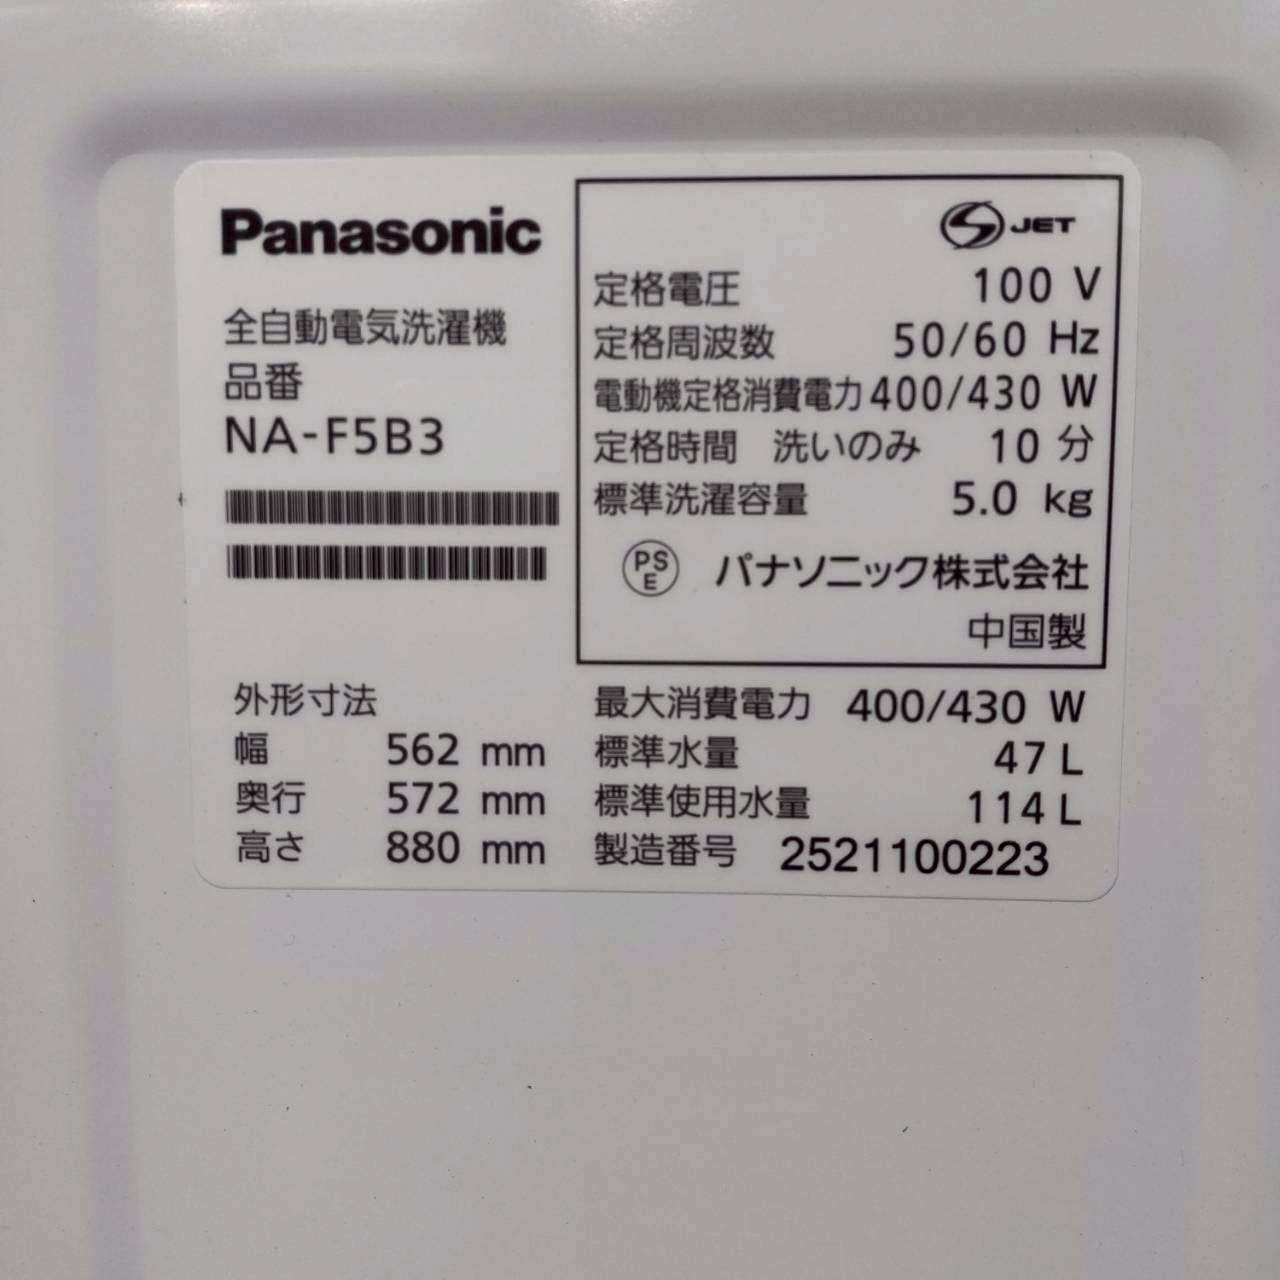 Panasonic
全自動電気洗濯機
品番
NA-F5B3
JET
定格電圧 100 V
定格周波数 50/60 Hz
電動機定格消費電力 400/430 W
定格時間 洗いのみ 10 分
標準洗濯容量 5.0 kg
PSE パナソニック株式会社
中国製
外形寸法
幅 562 mm
奥行 572 mm
高さ 880 mm
最大消費電力 400/430 W
標準水量 47 L
標準使用水量 114 L
製造番号 2521100223